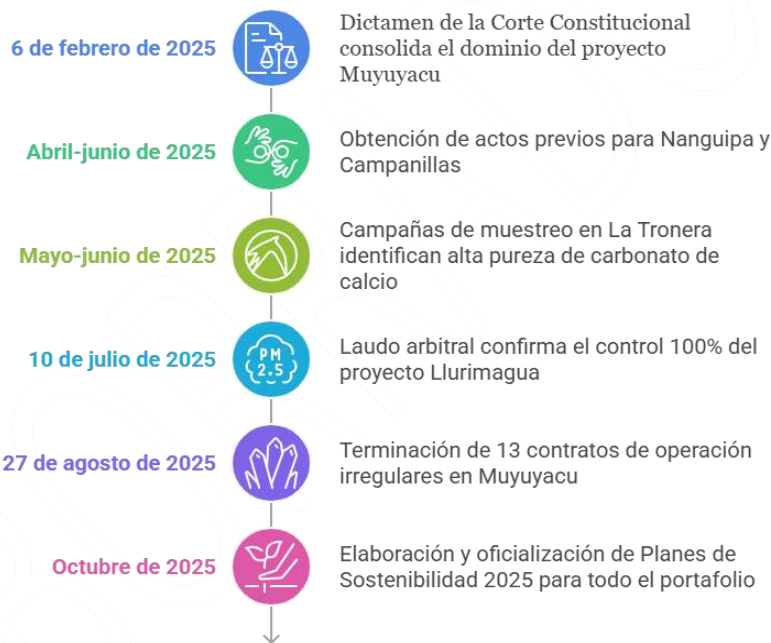 6 de febrero de 2025
Dictamen de la Corte Constitucional
consolida el dominio del proyecto
Muyuyacu
Abril-junio de 2025
Obtención de actos previos para Nanguipa y
Campanillas
Mayo-junio de 2025
Campañas de muestreo en La Tronera
identifican alta pureza de carbonato de
calcio
10 de julio de 2025
PM
2.5
Laudo arbitral confirma el control 100% del
proyecto Llurimagua
27 de agosto de 2025
Terminación de 13 contratos de operación
irregulares en Muyuyacu
Octubre de 2025
Elaboración y oficialización de Planes de
Sostenibilidad 2025 para todo el portafolio